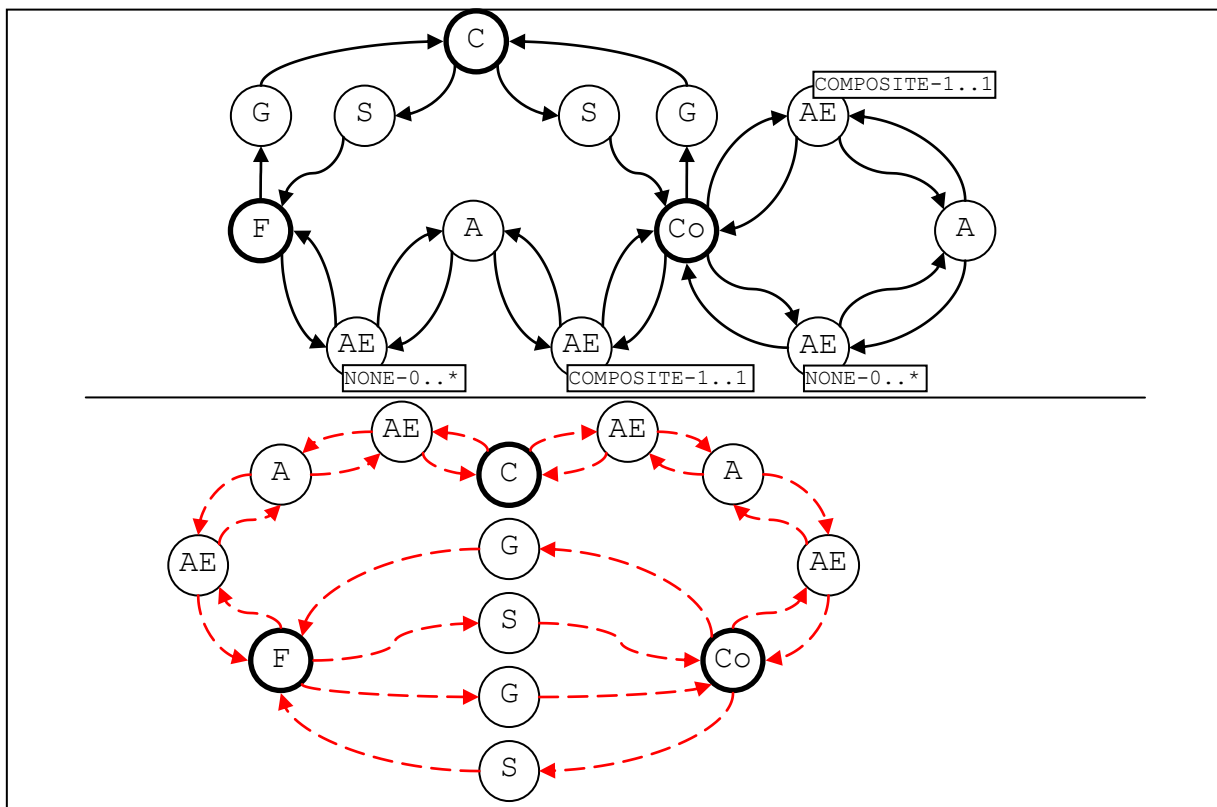 C
G
S
S
G
COMPOSITE-1..1
AE
F
A
Co
A
AE
AE
AE
NONE-0..*
COMPOSITE-1..1
NONE-0..*
AE
AE
A
C
A
G
AE
AE
S
F
Co
G
S